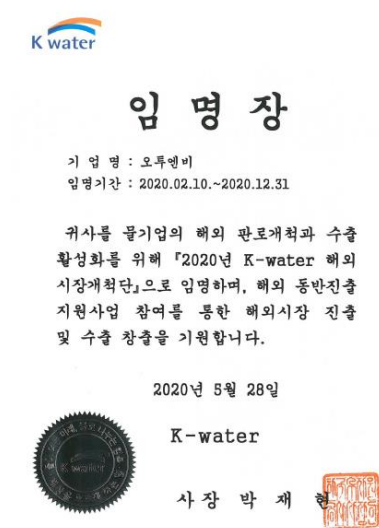 K water
임 명 장
기 업 명 : 오투엔비
임명기간 : 2020.02.10.~2020.12.31
귀사를 물기업의 해외 판로개척과 수출
활성화를 위해 『2020년 K-water 해외
시장개척단』으로 임명하며, 해외 동반진출
지원사업 참여를 통한 해외시장 진출
및 수출 창출을 기원합니다.
2020년 5월 28일
K-water
K water
사 장 박 재 현